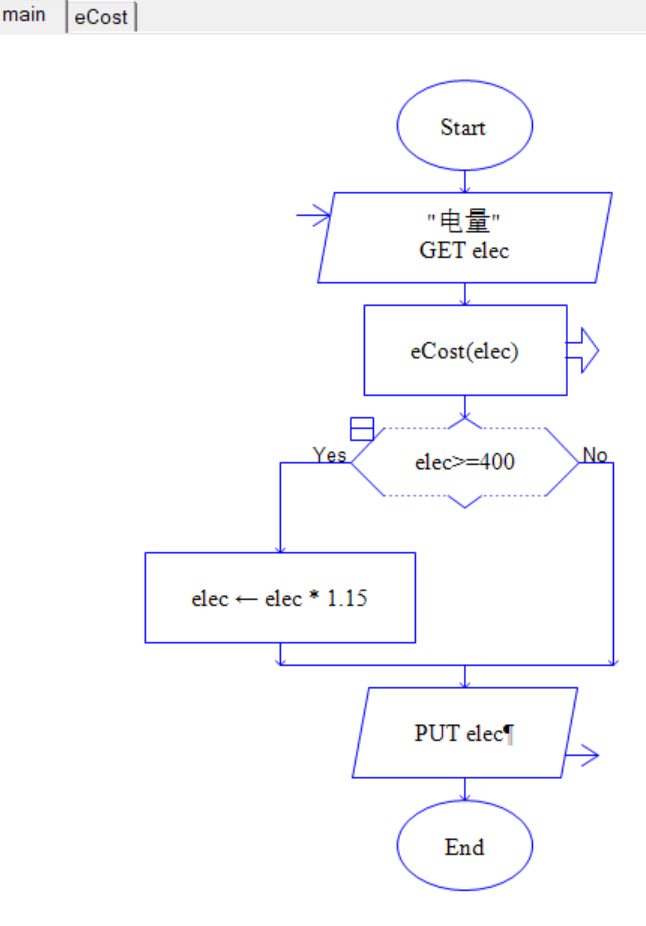 main eCost
Start
"电量"
GET elec
eCost(elec)
Yes elec>=400 No
elec ← elec * 1.15
PUT elec¶
End